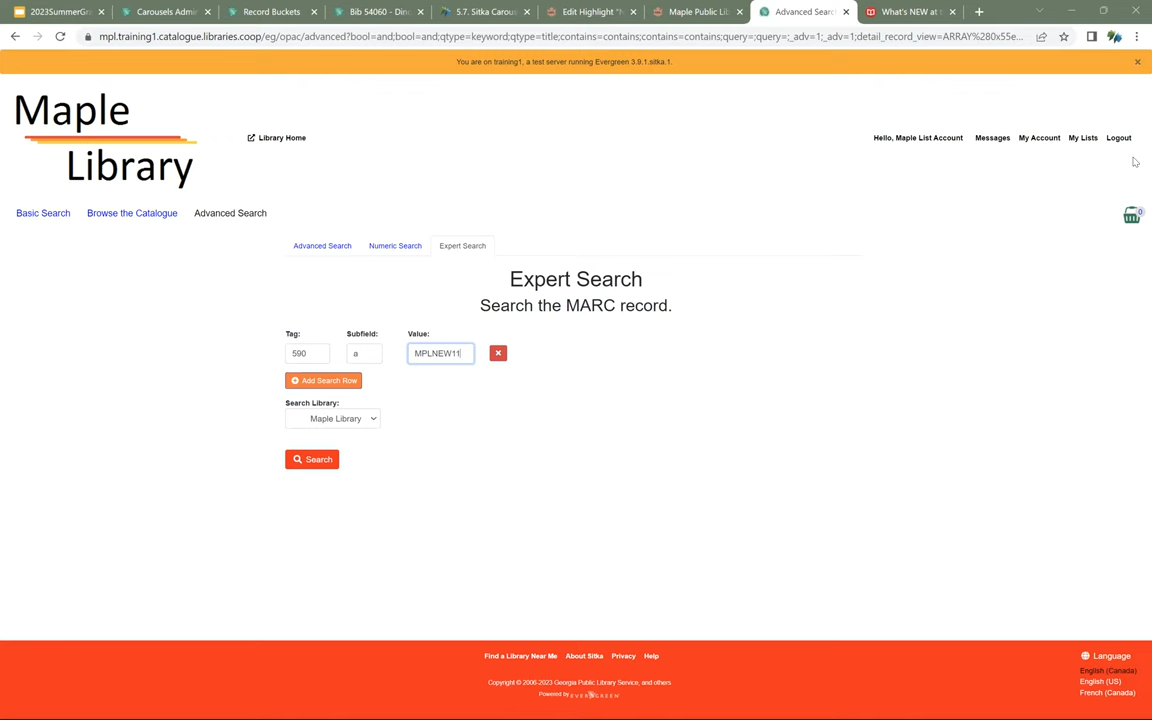 2023SummerGr
Carousels Admi
Record Buckets
Bib 54060 - Din
5.7. Sitka Carou
Edit Highlight "N
Maple Public Lib
Advanced Searc
What's NEW at t
mpl.training1.catalogue.libraries.coop/eg/opac/advanced?bool=and;bool=and;qtype=keyword;qtype=title;contains=contains;contains=contains;query=;query=;_adv=1;_adv=1;detail_record_view=ARRAY%280x55e...
You are on training1, a test server running Evergreen 3.9.1.sitka.1.
Maple
Library
Library Home
Hello, Maple List Account
Messages
My Account
My Lists
Logout
Basic Search
Browse the Catalogue
Advanced Search
0
Advanced Search
Numeric Search
Expert Search
Expert Search
Search the MARC record.
Tag:
Subfield:
Value:
590
a
MPLNEW11
Add Search Row
Search Library:
Maple Library
Search
Find a Library Near Me
About Sitka
Privacy
Help
Language
English (Canada)
English (US)
French (Canada)
Copyright © 2006-2023 Georgia Public Library Service, and others
Powered by EVERGREEN